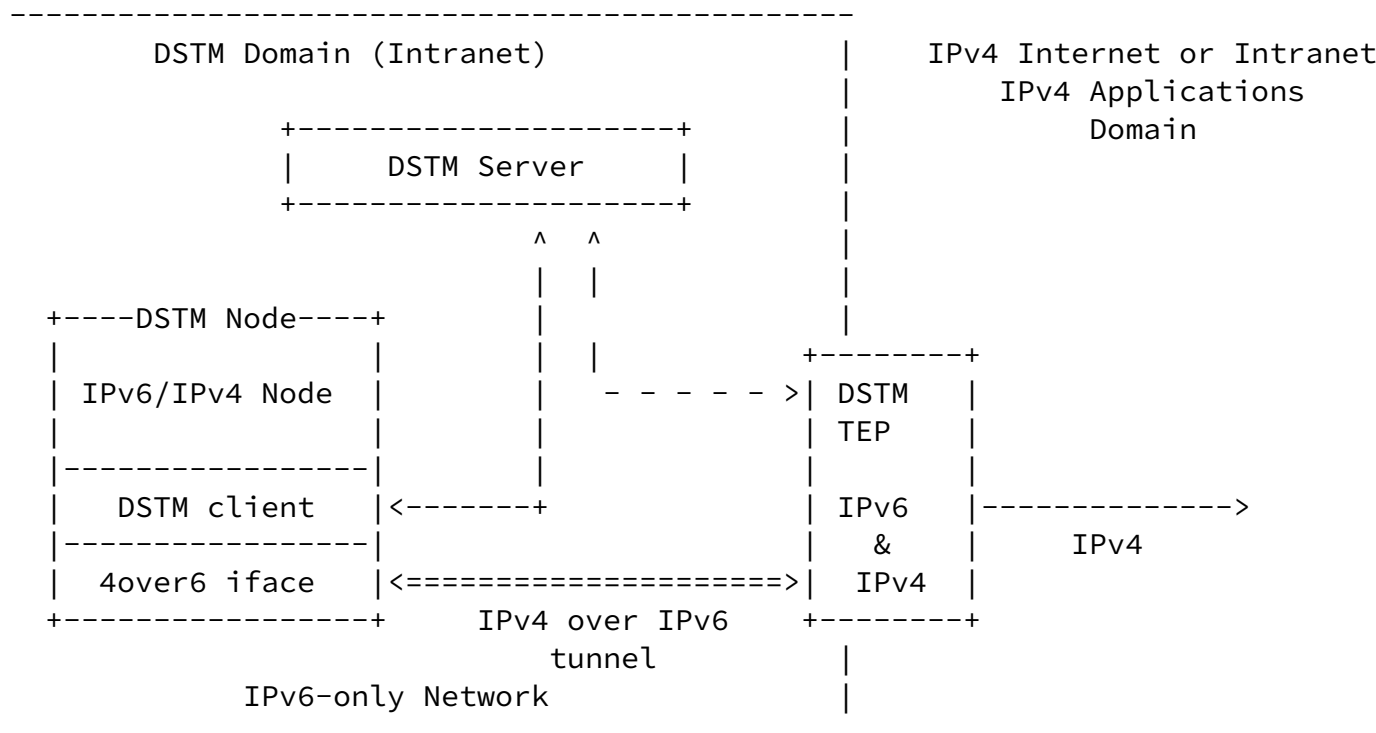 DSTM Domain (Intranet) IPv4 Internet or Intranet
IPv4 Applications
Domain
DSTM Server
DSTM Node
IPv6/IPv4 Node DSTM
TEP
DSTM client IPv6
& IPv4
4over6 iface IPv4
IPv4 over IPv6
tunnel
IPv6-only Network